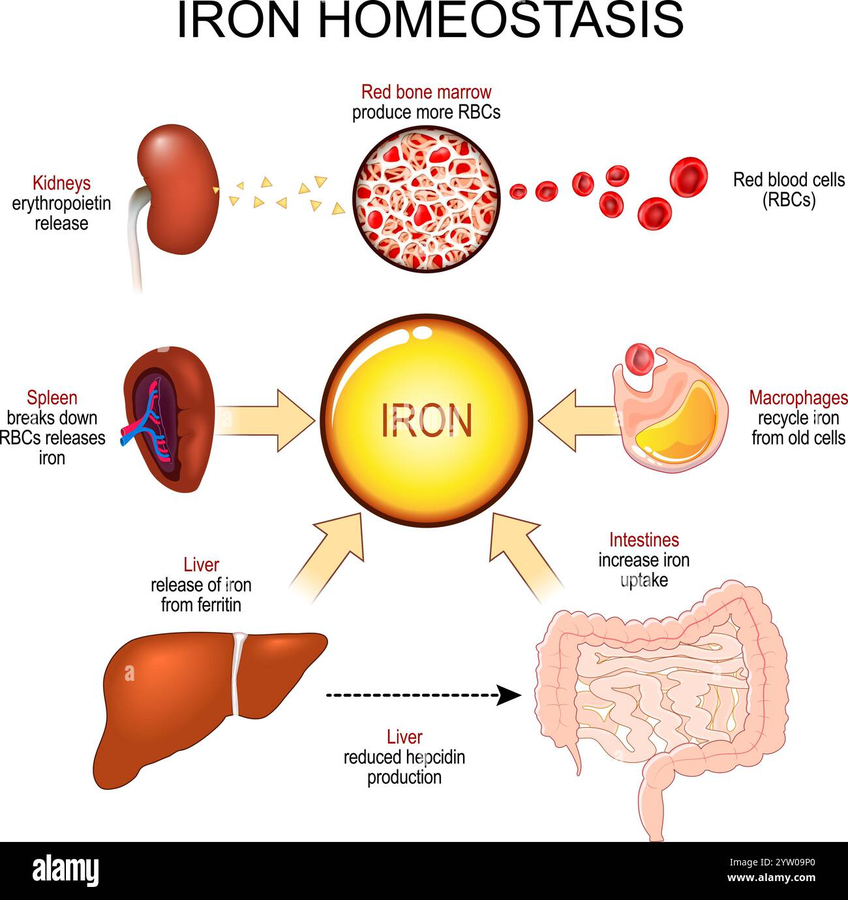 IRON HOMEOSTASIS
Red bone marrow
produce more RBCs
Kidneys
erythropoietin
release
Red blood cells
(RBCs)
Spleen
breaks down
RBCs releases
iron
IRON
Macrophages
recycle iron
from old cells
Liver
release of iron
from ferritin
Intestines
increase iron
uptake
Liver
reduced hepcidin
production
a
alamy
Image ID: 2YW09P0
www.alamy.com